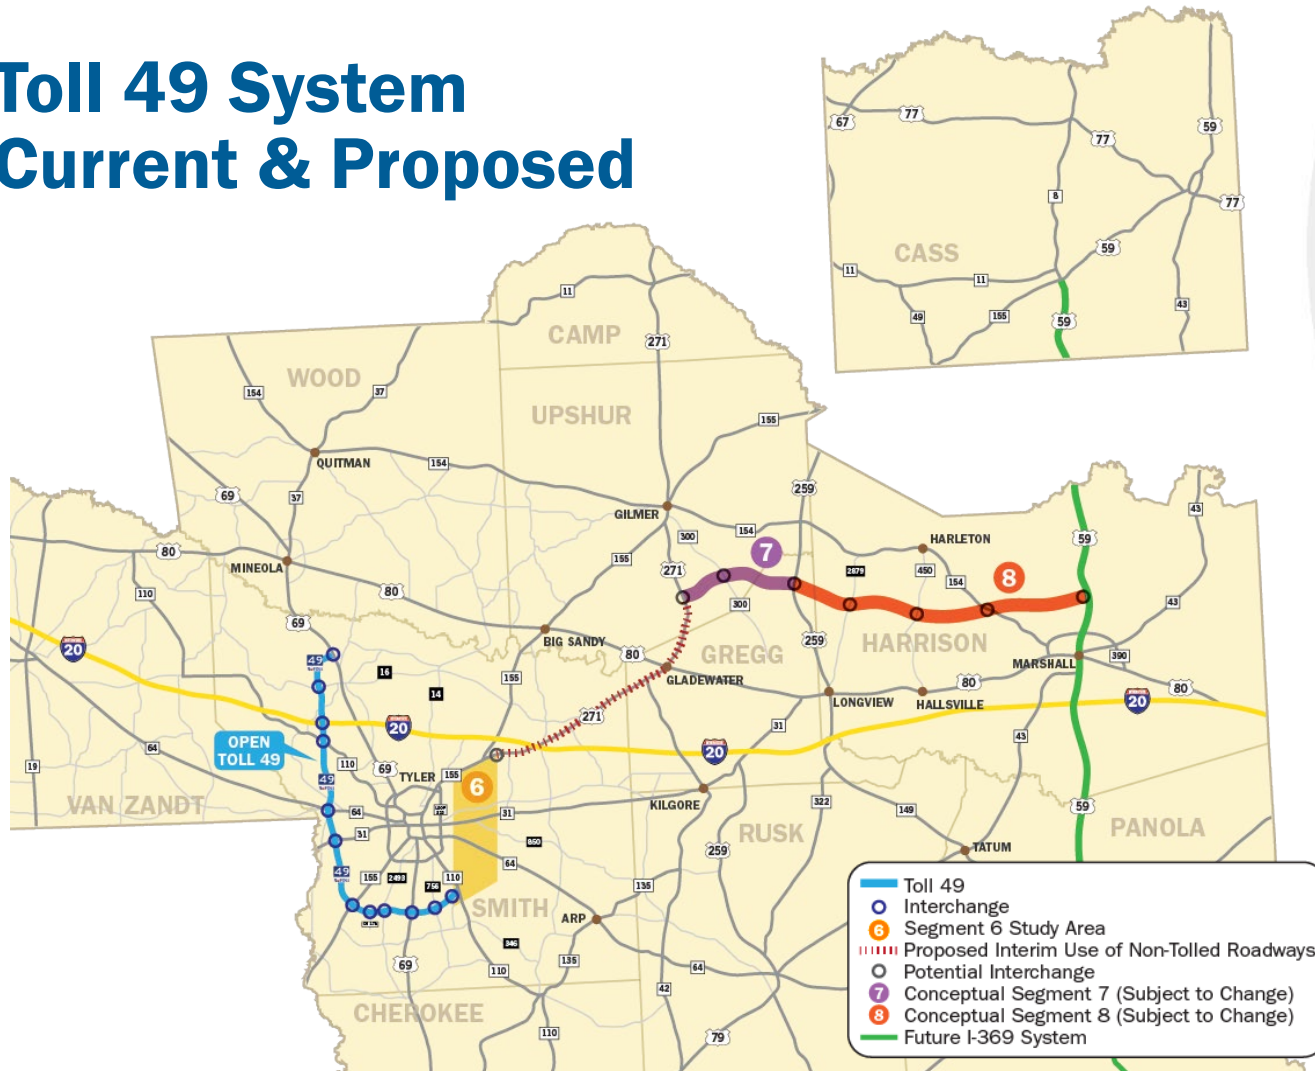 Toll 49 System
Current & Proposed
67
77
77
59
77
8
CASS
59
11
11
49
155
59
43
11
CAMP
271
WOOD
154
37
UPSHUR
155
QUITMAN
154
69
37
259
GILMER
43
300
154
59
HARLETON
7
80
MINEOLA
155
271
2879
450
154
8
110
80
300
43
69
BIG SANDY
80
259
HARRISON
GREGG
MARSHALL
390
20
49
16
155
GLADEWATER
80
80
14
LONGVIEW
HALLSVILLE
20
271
20
31
43
OPEN
TOLL 49
64
20
110
69
TYLER
155
6
19
49
VAN ZANDT
LOOP
KILGORE
322
149
59
64
31
31
RUSK
PANOLA
860
259
TATUM
64
49
155
2493
756
110
135
SMITH
ARP
346
69
110
135
64
42
CHEROKEE
110
79
Toll 49
Interchange
6 Segment 6 Study Area
Proposed Interim Use of Non-Tolled Roadways
Potential Interchange
7 Conceptual Segment 7 (Subject to Change)
8 Conceptual Segment 8 (Subject to Change)
Future I-369 System